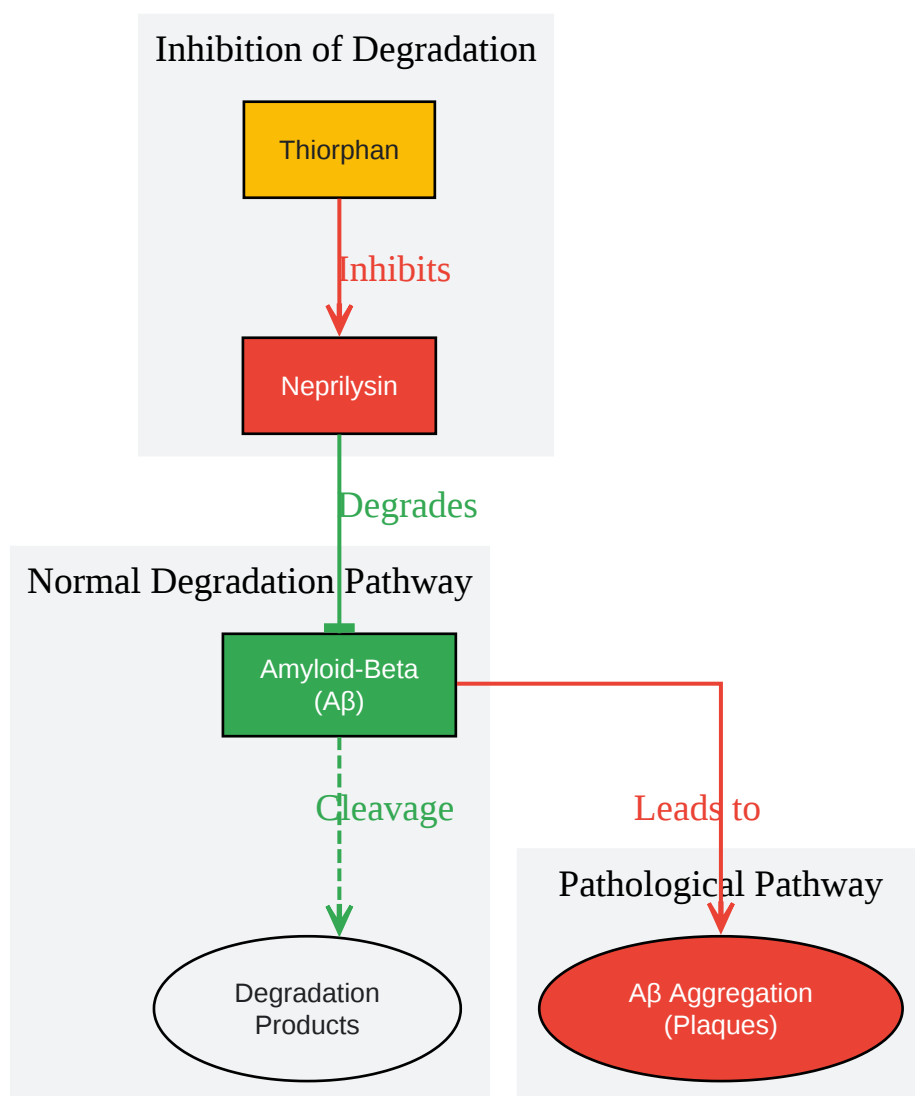 Inhibition of Degradation
Thiorphan
Inhibits
Neprilysin
Degrades
Normal Degradation Pathway
Amyloid-Beta
(Aβ)
Cleavage
Leads to
Pathological Pathway
Degradation
Products
Aβ Aggregation
(Plaques)